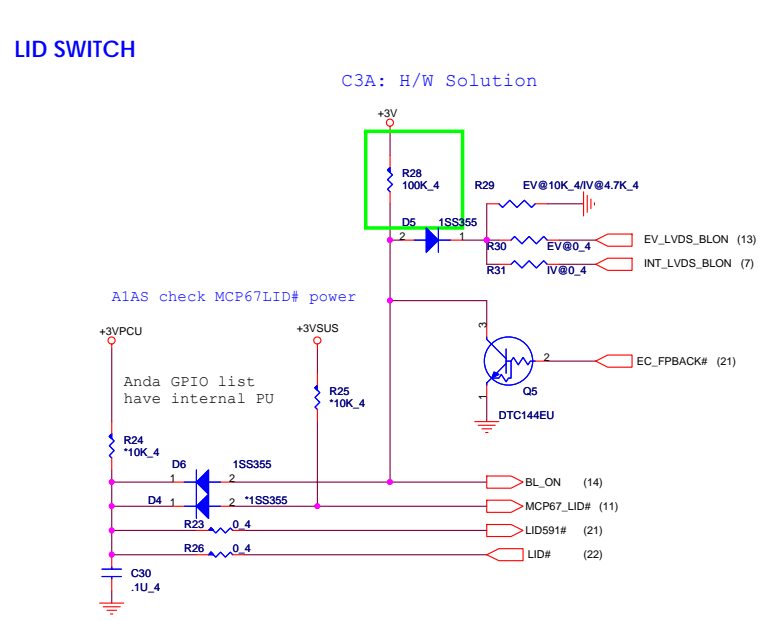 LID SWITCH
C3A: H/W Solution
+3V
R28
100K_4
R29
EV@10K_4/IV@4.7K_4
D5
1SS355
2
1
R30
EV@0_4
EV_LVDS_BLON (13)
R31
IV@0_4
INT_LVDS_BLON (7)
A1AS check MCP67LID# power
+3VPCU
+3VSUS
3
2
EC_FPBACK# (21)
Anda GPIO list
have internal PU
R25
*10K_4
1
Q5
DTC144EU
R24
*10K_4
D6
1SS355
1
2
BL_ON (14)
D4
1
2
*1SS355
MCP67_LID# (11)
R23
0_4
LID591# (21)
R26
0_4
LID# (22)
C30
.1U_4